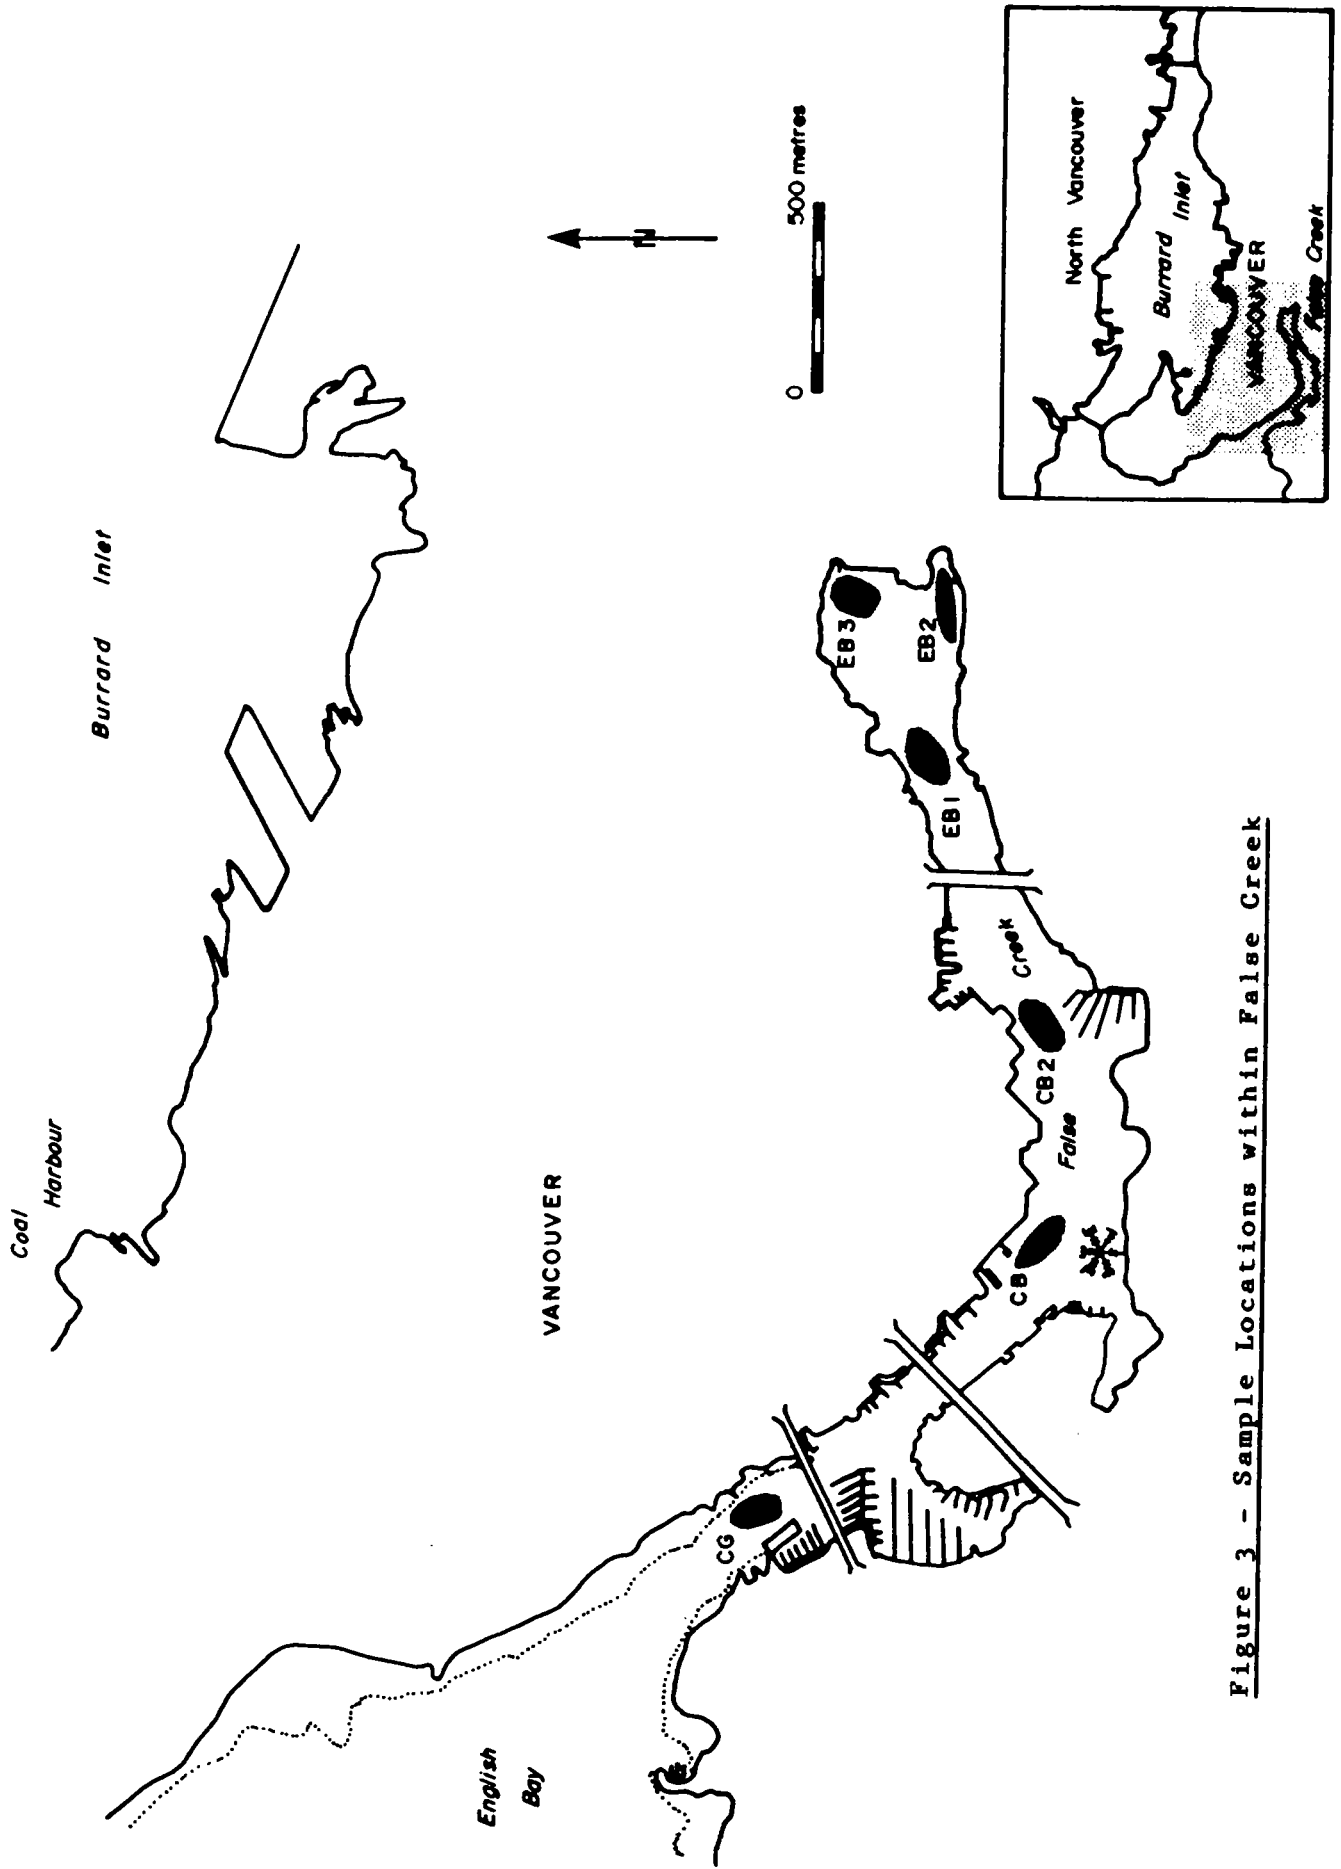 Coal
Harbour
Burrard Inlet
VANCOUVER
English
Bay
N
0 500 metres
CG
CB
CB2
False
Creek
EB1
EB2
EB3
North Vancouver
Burrard Inlet
VANCOUVER
False Creek
Figure 3 - Sample Locations within False Creek